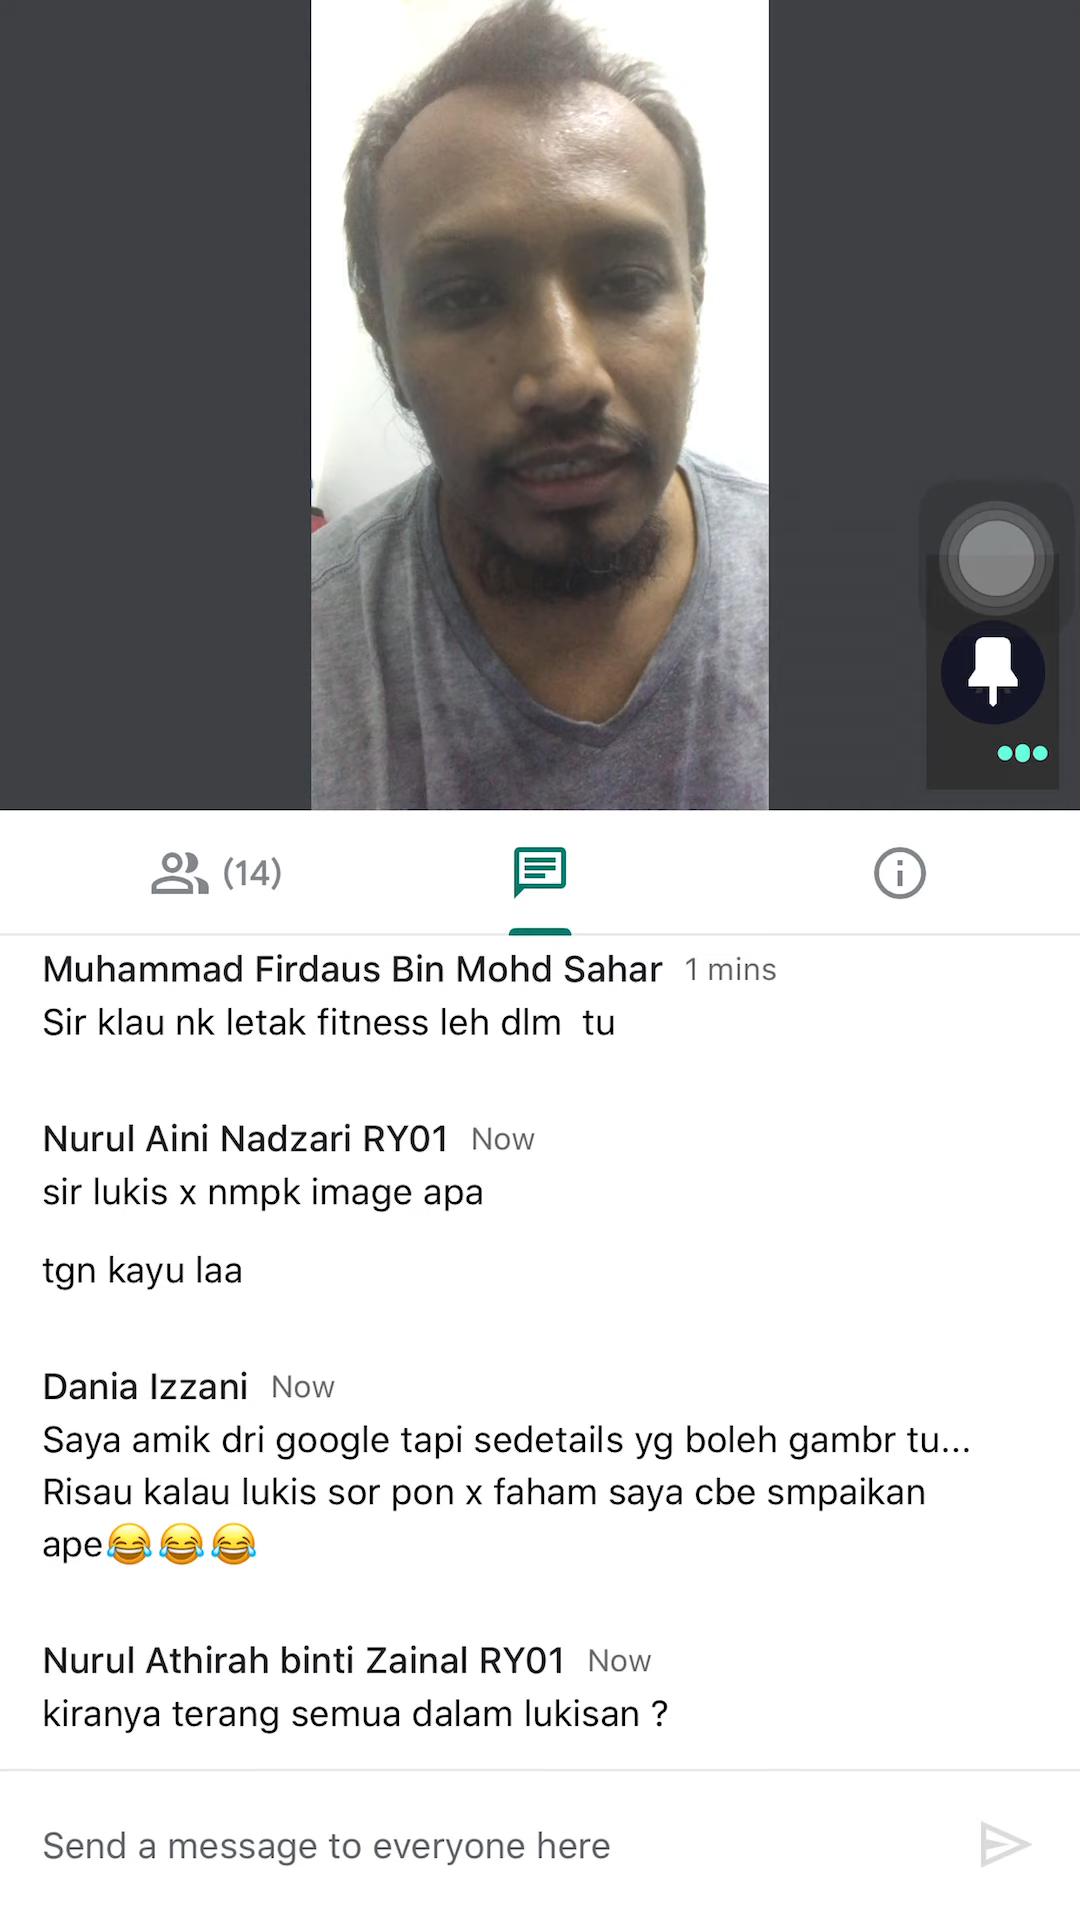 (14)
Muhammad Firdaus Bin Mohd Sahar 1 mins
Sir klau nk letak fitness leh dlm tu
Nurul Aini Nadzari RY01 Now
sir lukis x nmpk image apa
tgn kayu laa
Dania Izzani Now
Saya amik dri google tapi sedetails yg boleh gambr tu...
Risau kalau lukis sor pon x faham saya cbe smpaikan
ape😂😂😂
Nurul Athirah binti Zainal RY01 Now
kiranya terang semua dalam lukisan ?
Send a message to everyone here